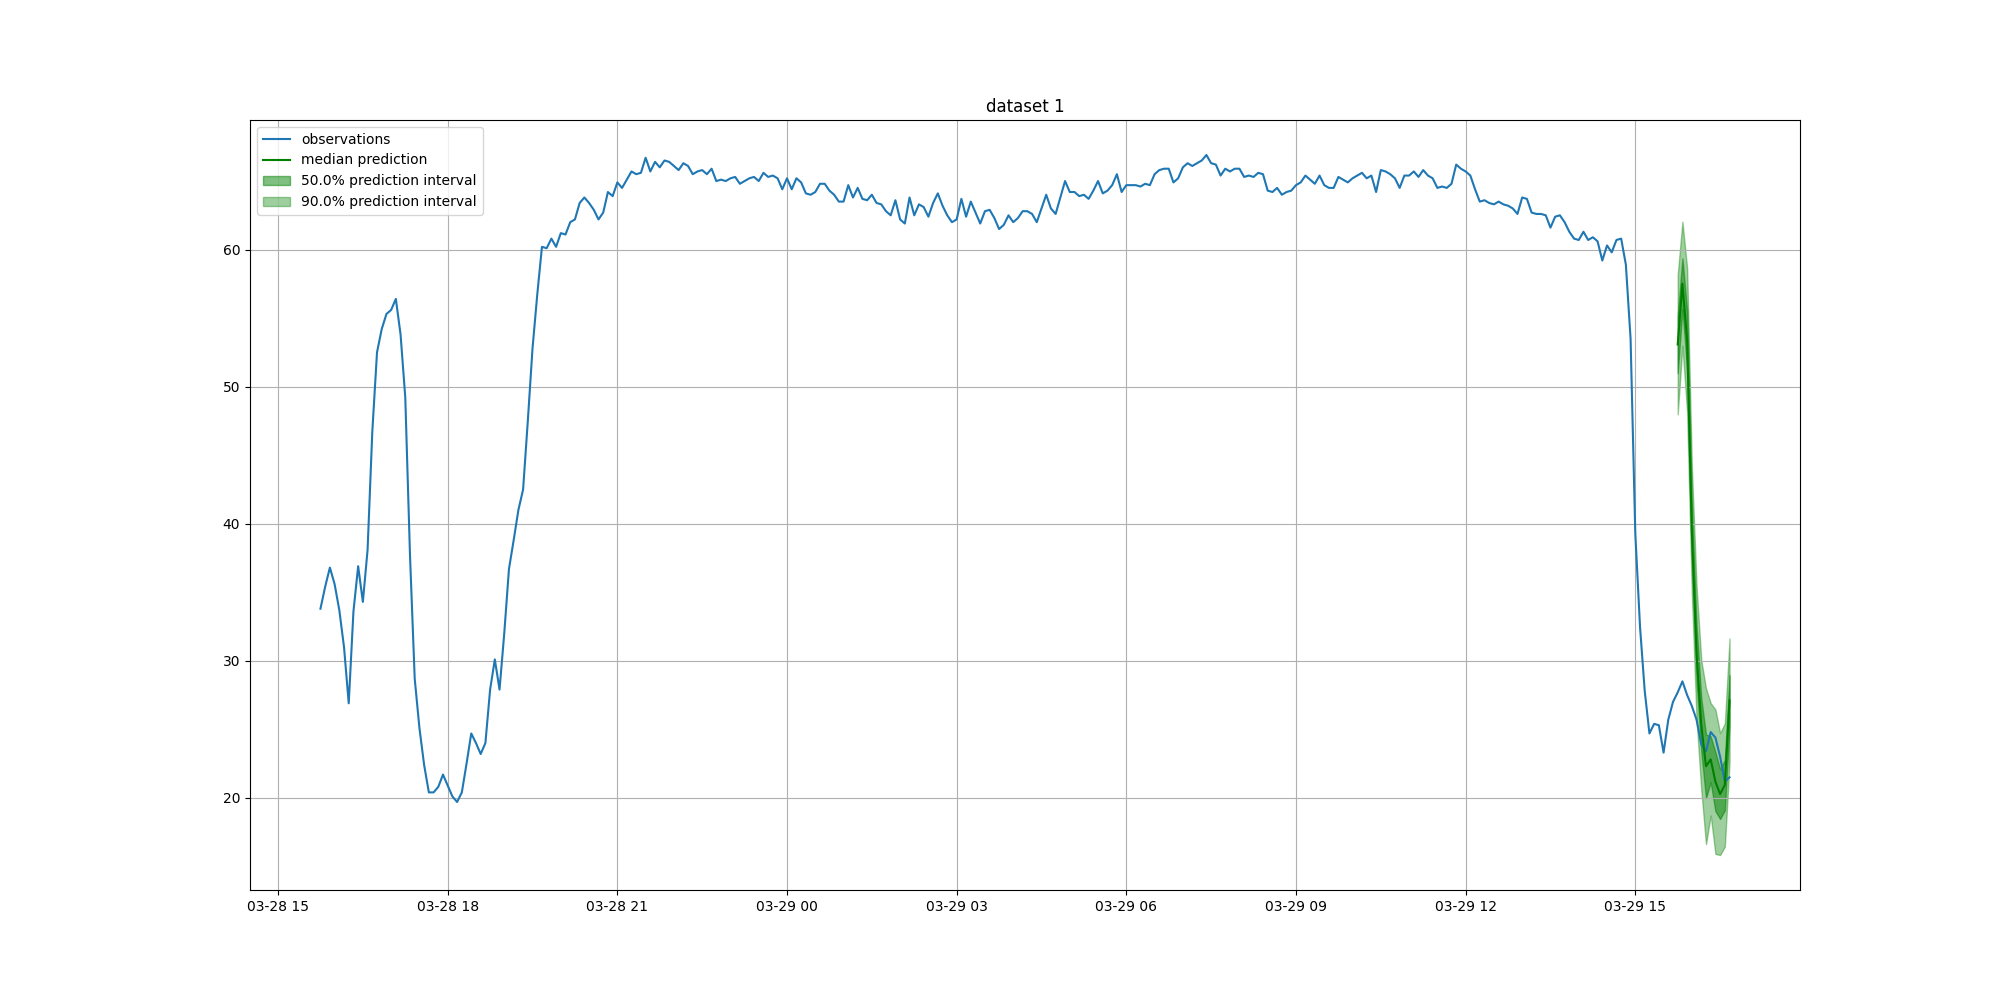 dataset 1
observations
median prediction
50.0% prediction interval
90.0% prediction interval
60
50
40
30
20
03-28 15 03-28 18 03-28 21 03-29 00 03-29 03 03-29 06 03-29 09 03-29 12 03-29 15